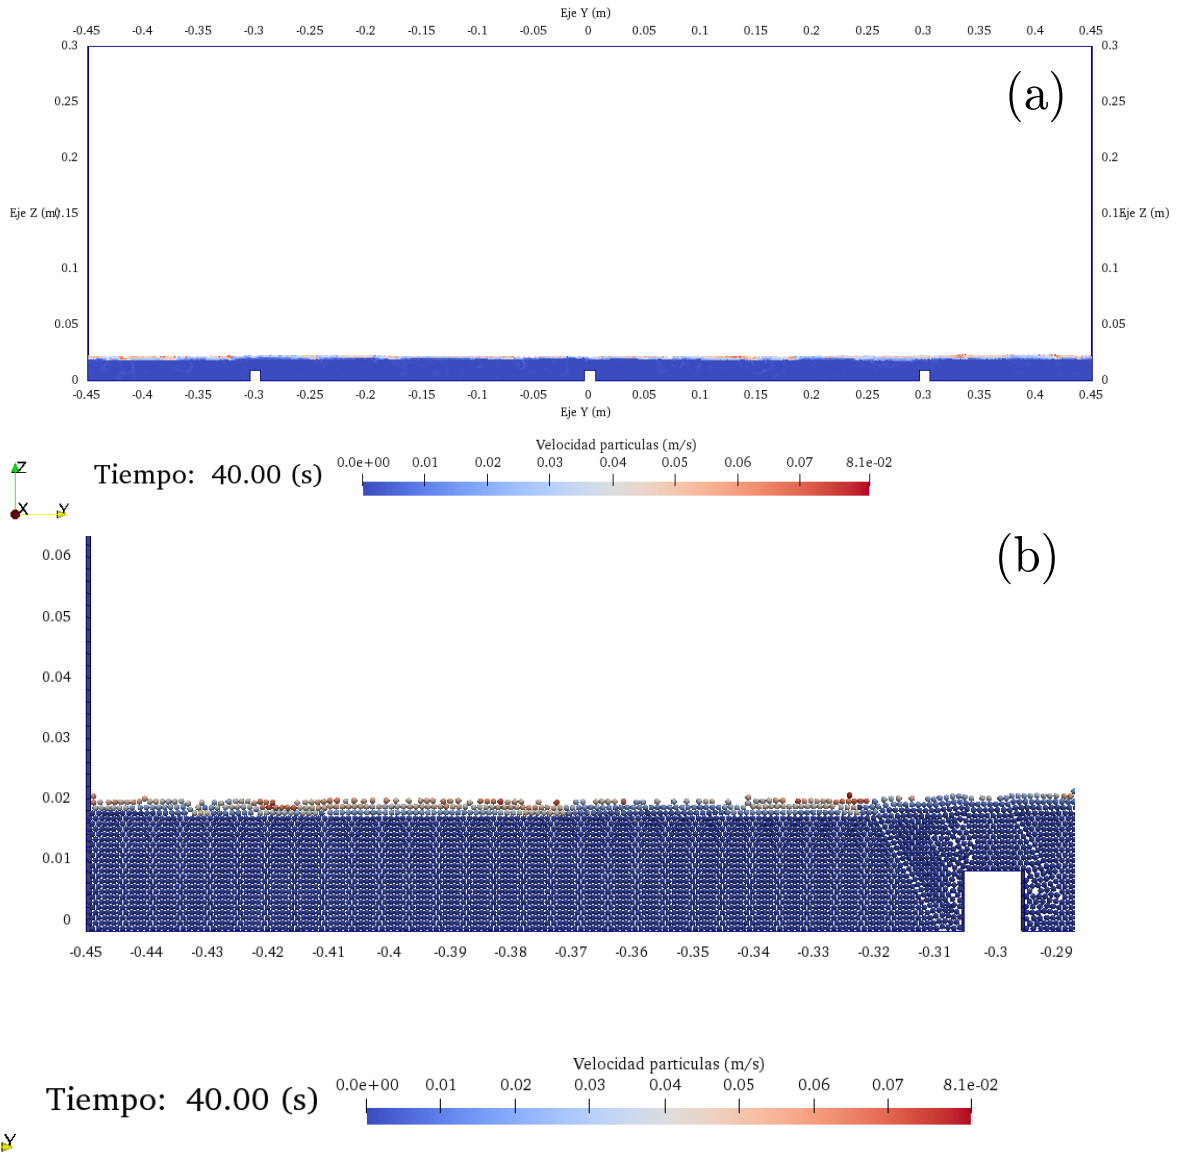 Eje Y (m)
-0.45 -0.4 -0.35 -0.3 -0.25 -0.2 -0.15 -0.1 -0.05 0 0.05 0.1 0.15 0.2 0.25 0.3 0.35 0.4 0.45
0.3 0.3
(a)
0.25 0.25
0.2 0.2
Eje Z (m) 0.15 0.1 Eje Z (m)
0.1 0.1
0.05 0.05
0 0
-0.45 -0.4 -0.35 -0.3 -0.25 -0.2 -0.15 -0.1 -0.05 0 0.05 0.1 0.15 0.2 0.25 0.3 0.35 0.4 0.45
Eje Y (m)
Velocidad particulas (m/s)
Z
Tiempo: 40.00 (s)
0.0e+00 0.01 0.02 0.03 0.04 0.05 0.06 0.07 8.1e-02
X Y
(b)
0.06
0.05
0.04
0.03
0.02
0.01
0
-0.45 -0.44 -0.43 -0.42 -0.41 -0.4 -0.39 -0.38 -0.37 -0.36 -0.35 -0.34 -0.33 -0.32 -0.31 -0.3 -0.29
Velocidad particulas (m/s)
Tiempo: 40.00 (s)
0.0e+00 0.01 0.02 0.03 0.04 0.05 0.06 0.07 8.1e-02
Y